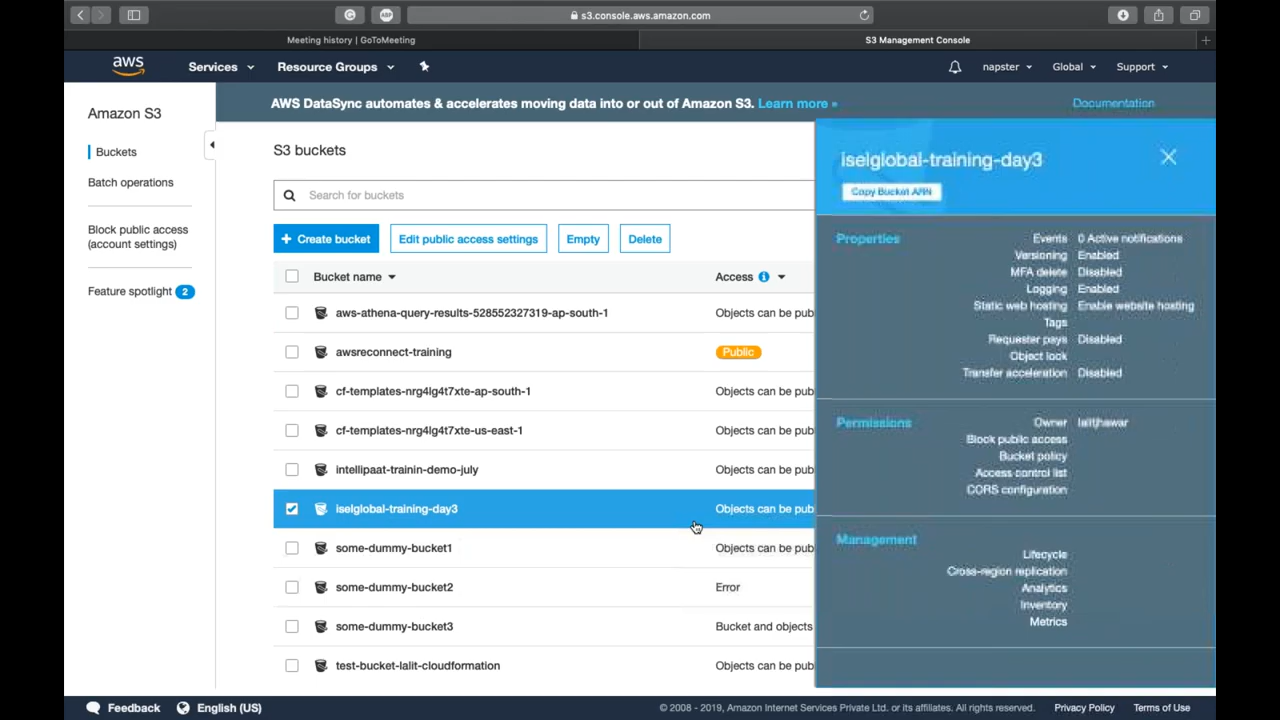 s3.console.aws.amazon.com
Meeting history | GoToMeeting
S3 Management Console
aws
Services
Resource Groups
napster
Global
Support
Amazon S3
Buckets
Batch operations
Block public access
(account settings)
Feature spotlight 2
AWS DataSync automates & accelerates moving data into or out of Amazon S3. Learn more »
Documentation
S3 buckets
Search for buckets
+ Create bucket
Edit public access settings
Empty
Delete
Bucket name
Access
aws-athena-query-results-528552327319-ap-south-1
Objects can be pub
awsreconnect-training
Public
cf-templates-nrg4lg4t7xte-ap-south-1
Objects can be pub
cf-templates-nrg4lg4t7xte-us-east-1
Objects can be pub
intellipaat-trainin-demo-july
Objects can be pub
iselglobal-training-day3
Objects can be pub
some-dummy-bucket1
Objects can be pub
some-dummy-bucket2
Error
some-dummy-bucket3
Bucket and objects
test-bucket-lalit-cloudformation
Objects can be pub
iselglobal-training-day3
Copy Bucket ARN
Properties
Events 0 Active notifications
Versioning Enabled
MFA delete Disabled
Logging Enabled
Static web hosting Enable website hosting
Tags
Requester pays Disabled
Object lock
Transfer acceleration Disabled
Permissions
Owner lalitjhawar
Block public access
Bucket policy
Access control list
CORS configuration
Management
Lifecycle
Cross-region replication
Analytics
Inventory
Metrics
Feedback
English (US)
© 2008 - 2019, Amazon Internet Services Private Ltd. or its affiliates. All rights reserved.
Privacy Policy
Terms of Use